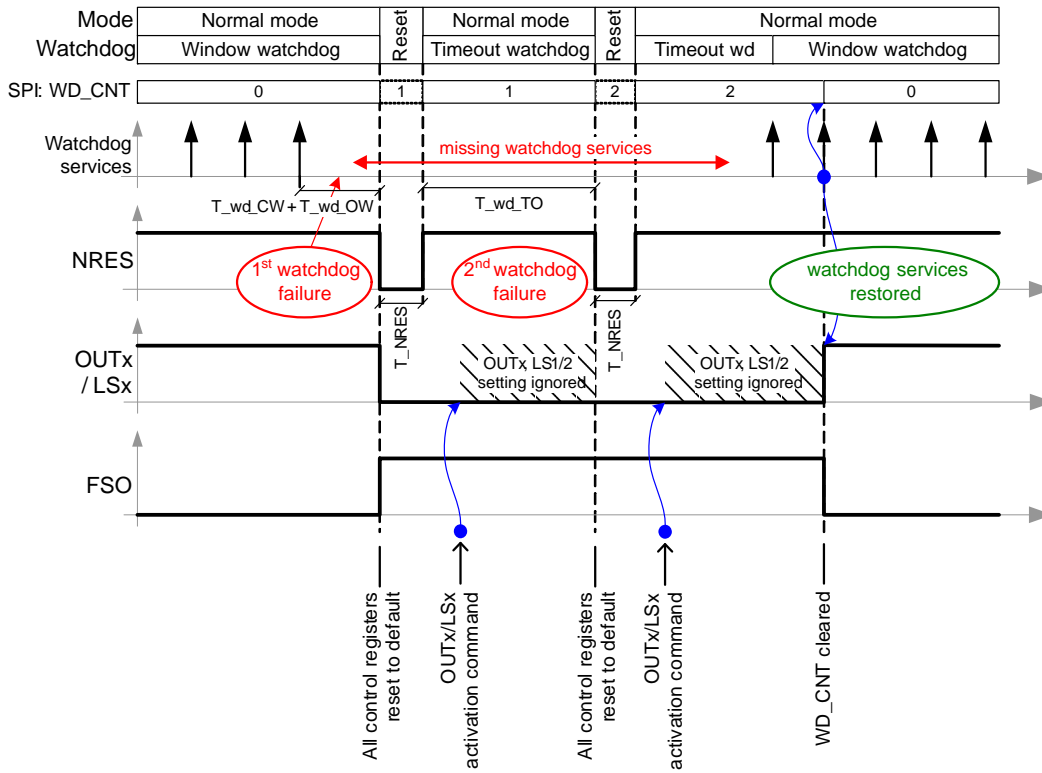 Mode
Normal mode
Reset
Normal mode
Reset
Normal mode
Watchdog
Window watchdog
Timeout watchdog
Timeout wd
Window watchdog
SPI: WD_CNT
0
1
1
2
2
0
Watchdog
services
missing watchdog services
T_wd_CW + T_wd_OW
T_wd_TO
NRES
1st watchdog
failure
2nd watchdog
failure
watchdog services
restored
T_NRES
T_NRES
OUTx
/ LSx
OUTx, LS1/2
setting ignored
OUTx, LS1/2
setting ignored
FSO
All control registers
reset to default
OUTx/LSx
activation command
All control registers
reset to default
OUTx/LSx
activation command
WD_CNT cleared